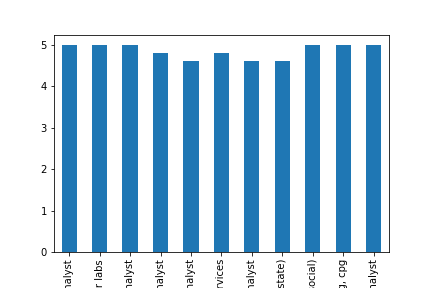 5
4
3
2
1
0
nalyst
r labs
nalyst
nalyst
nalyst
rvices
nalyst
state)
ocial)
g, cpg
nalyst